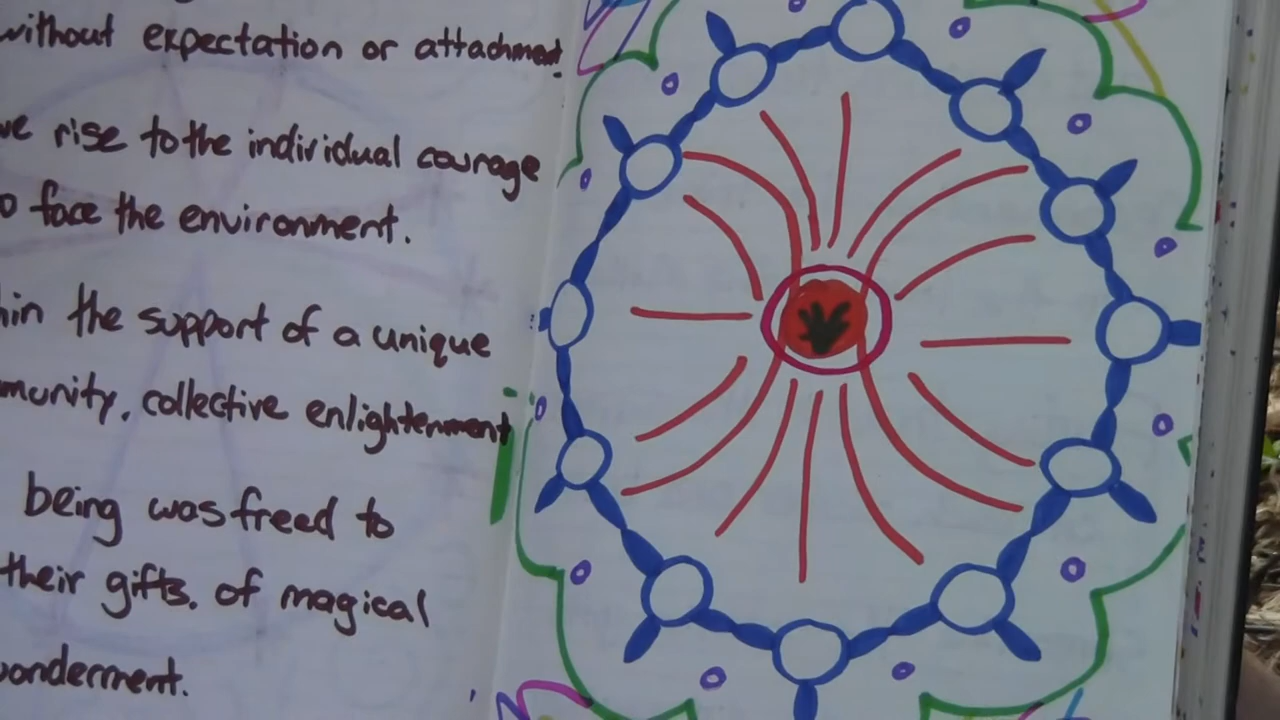 without expectation or attachment.
rise to the individual courage
face the environment.
the support of a unique
collective enlightenment
being was freed to
their gifts. of magical